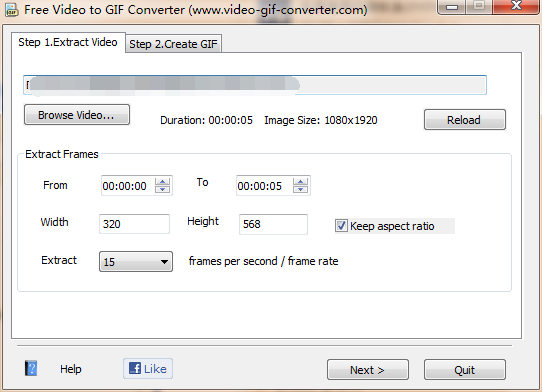 Free Video to GIF Converter (www.video-gif-converter.com)
Step 1.Extract Video Step 2.Create GIF
Browse Video... Duration: 00:00:05 Image Size: 1080x1920 Reload
Extract Frames
From 00:00:00 To 00:00:05
Width 320 Height 568 Keep aspect ratio
Extract 15 frames per second / frame rate
Help Like Next > Quit